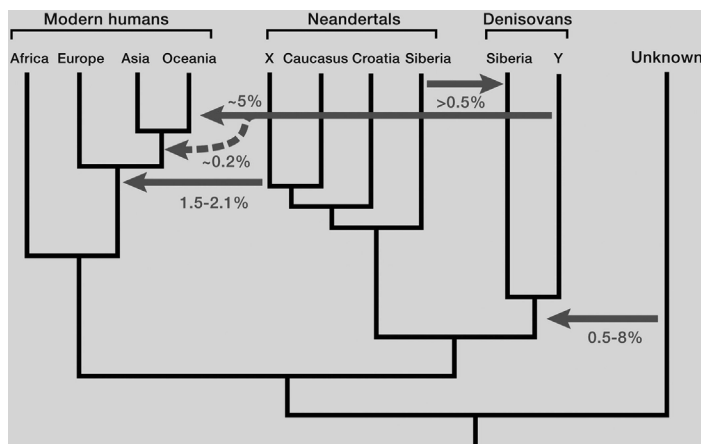 Modern humans Neandertals Denisovans
Africa Europe Asia Oceania X Caucasus Croatia Siberia Siberia Y Unknown
~5% >0.5%
~0.2%
1.5-2.1%
0.5-8%